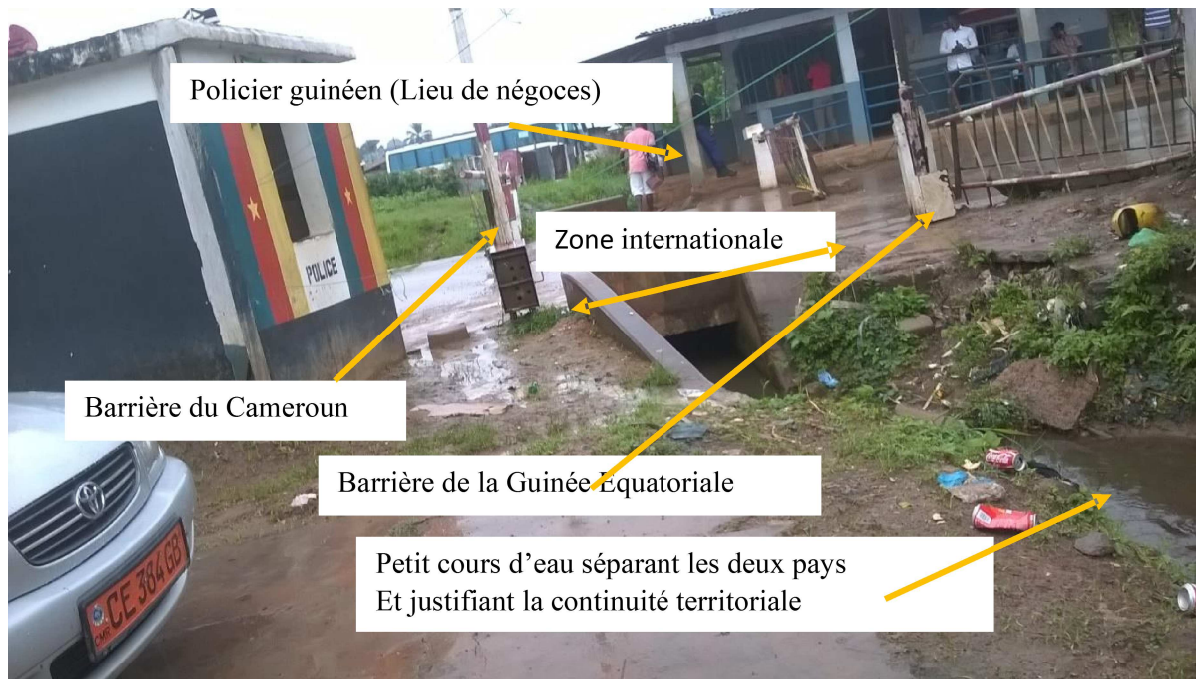 Policier guinéen (Lieu de négoces)
Zone internationale
POLICE
Barrière du Cameroun
Barrière de la Guinée Equatoriale
Petit cours d’eau séparant les deux pays
Et justifiant la continuité territoriale
CE 384 GB
CMR